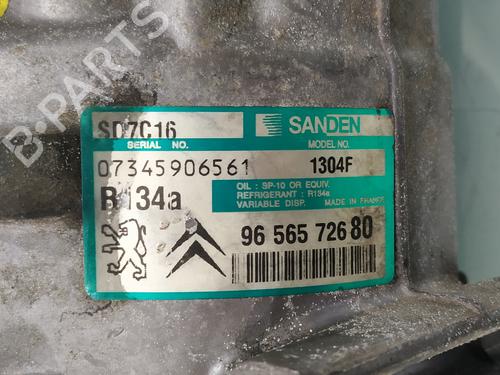 SD7C16
SANDEN
SERIAL NO.
MODEL NO.
07345906561
1304F
R134a
OIL : SP-10 OR EQUIV.
REFRIGERANT : R134a
VARIABLE DISP. MADE IN FRANCE
96 565 726 80
B-PARTS